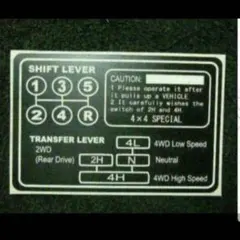 SHIFT LEVER
1 3 5
2 4 R
CAUTION:
1 Please operate it after
it pulls up a VEHICLE
2 It carefully wishes the
switch of 2H and 4H
4×4 SPECIAL
TRANSFER LEVER
2WD
(Rear Drive)
4L 4WD Low Speed
2H N Neutral
4H 4WD High Speed